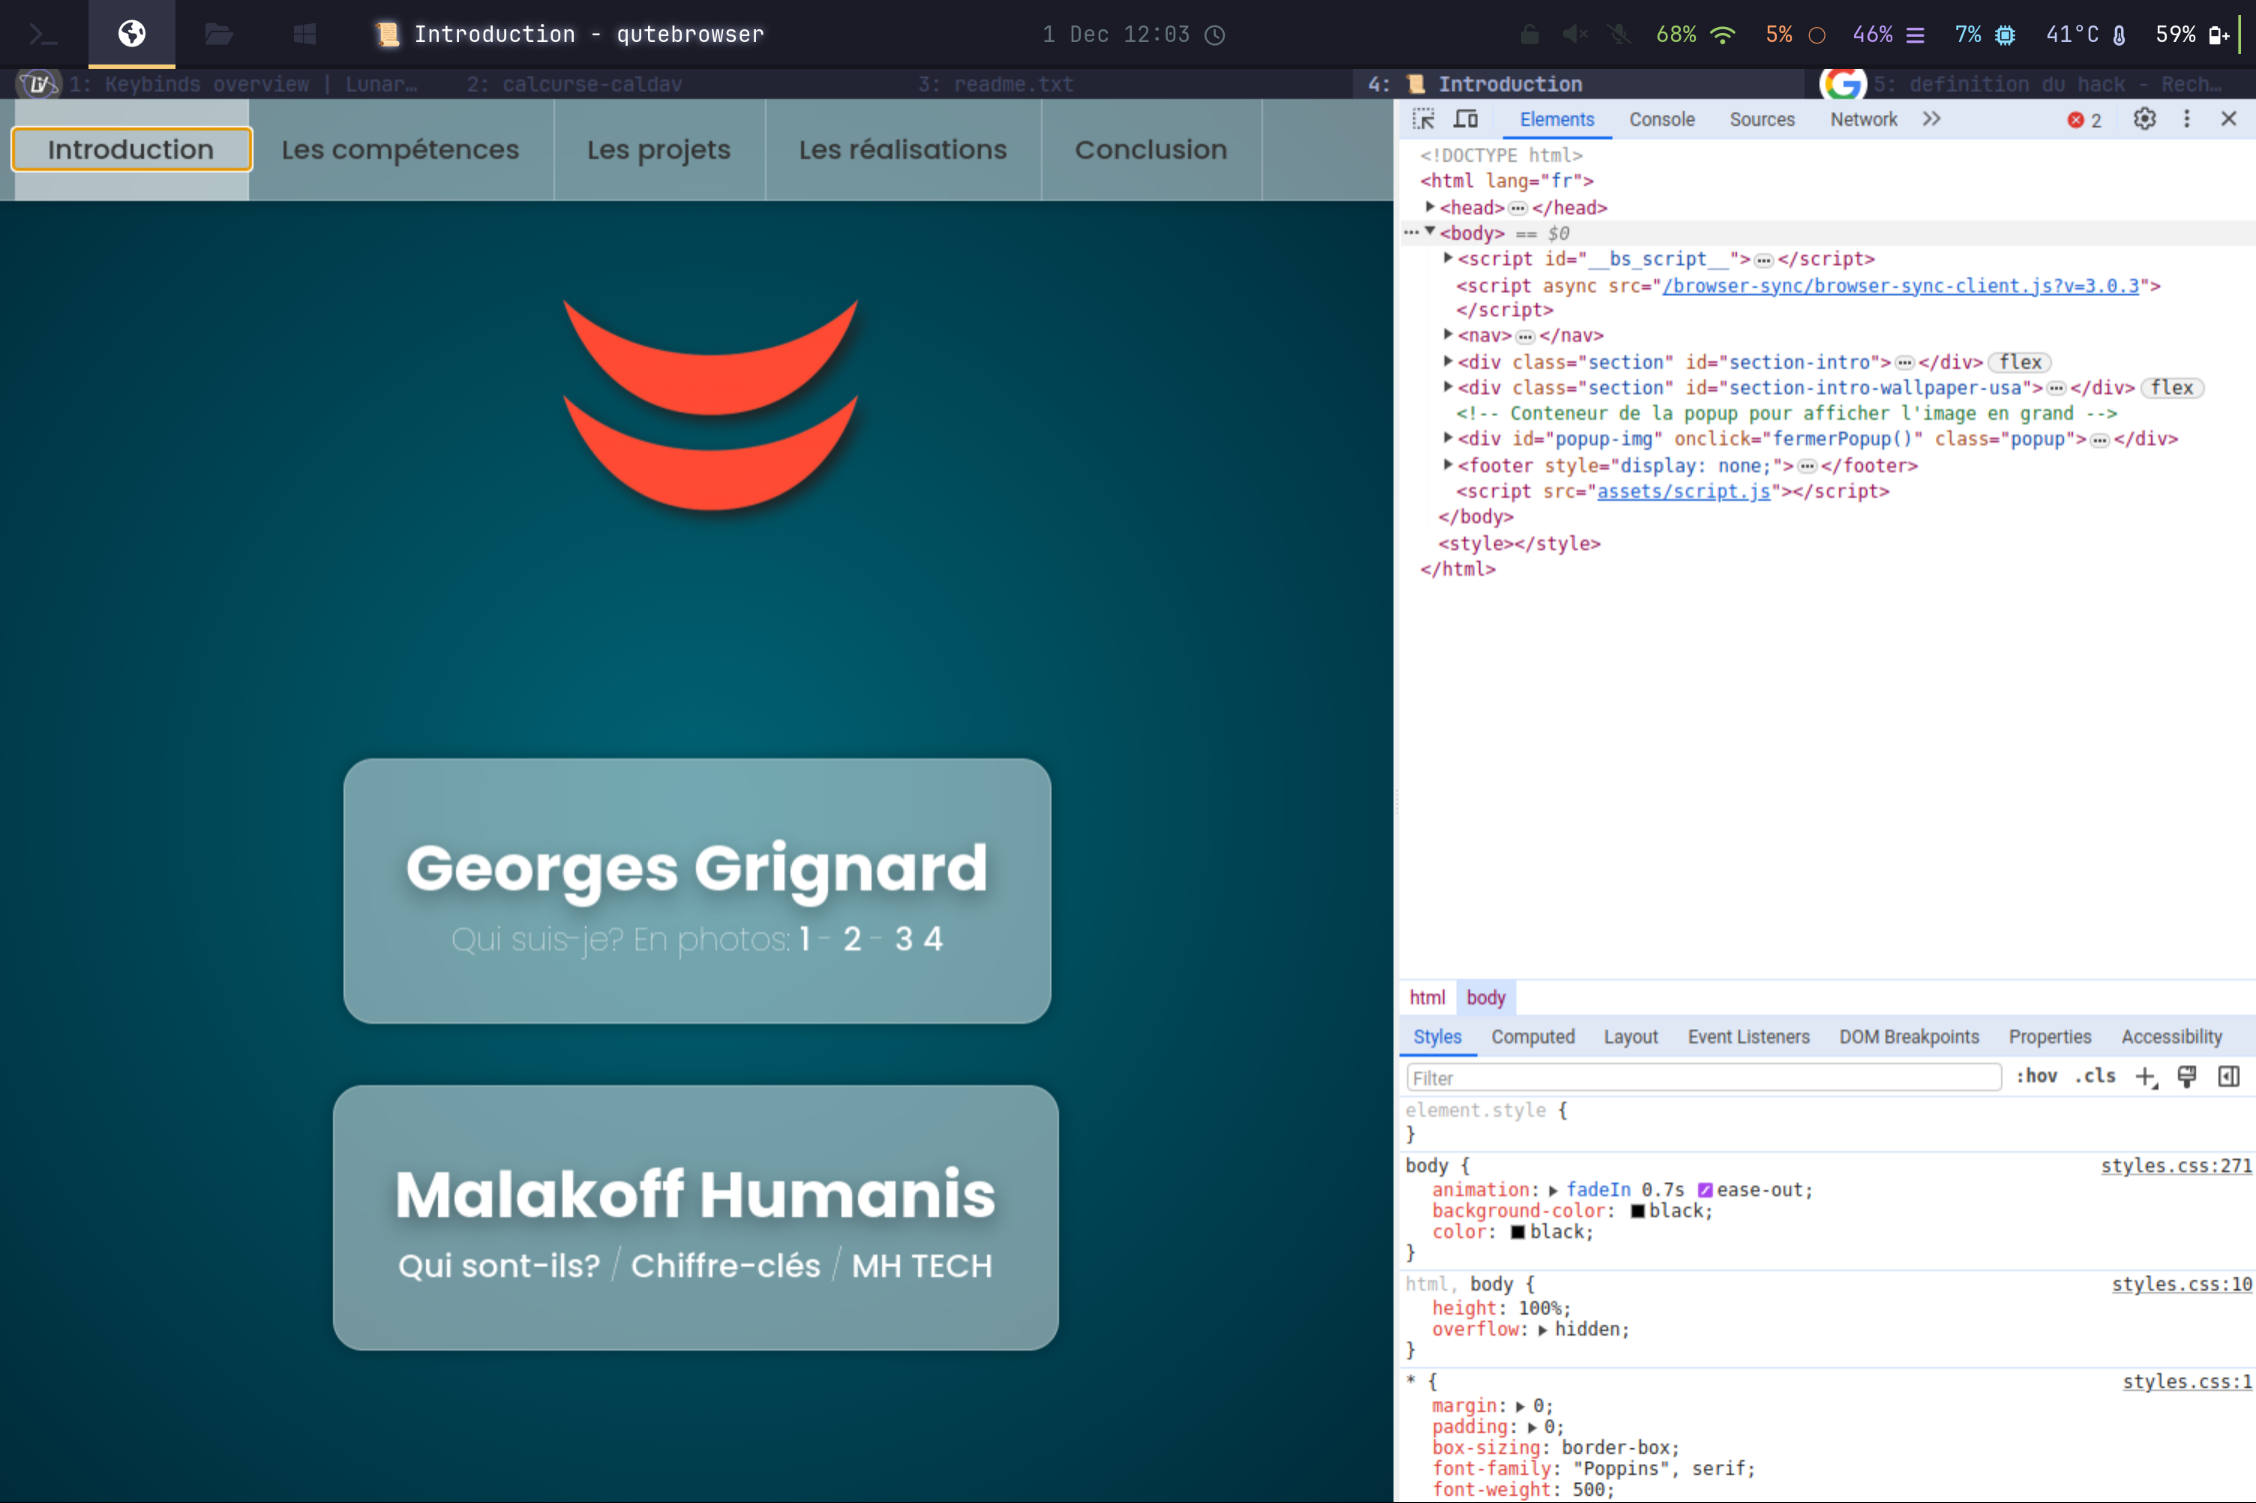 Introduction - qutebrowser
1 Dec 12:03
68%
5%
46%
7%
41°C
59%
1: Keybinds overview | Lunar…
2: calcurse-caldav
3: readme.txt
4: 📜 Introduction
5: definition du hack - Rech…
Introduction
Les compétences
Les projets
Les réalisations
Conclusion
Georges Grignard
Qui suis-je? En photos: 1 - 2 - 3 4
Malakoff Humanis
Qui sont-ils? / Chiffre-clés / MH TECH
Elements
Console
Sources
Network
2
<!DOCTYPE html>
<html lang="fr">
<head>…</head>
<body> == $0
<script id="__bs_script__">…</script>
<script async src="/browser-sync/browser-sync-client.js?v=3.0.3">
</script>
<nav>…</nav>
<div class="section" id="section-intro">…</div> flex
<div class="section" id="section-intro-wallpaper-usa">…</div> flex
<!-- Conteneur de la popup pour afficher l'image en grand -->
<div id="popup-img" onclick="fermerPopup()" class="popup">…</div>
<footer style="display: none;">…</footer>
<script src="assets/script.js"></script>
</body>
<style></style>
</html>
html
body
Styles
Computed
Layout
Event Listeners
DOM Breakpoints
Properties
Accessibility
Filter
:hov
.cls
element.style {
}
body {
styles.css:271
animation: fadeIn 0.7s ease-out;
background-color: black;
color: black;
}
html, body {
styles.css:10
height: 100%;
overflow: hidden;
}
* {
styles.css:1
margin: 0;
padding: 0;
box-sizing: border-box;
font-family: "Poppins", serif;
font-weight: 500;